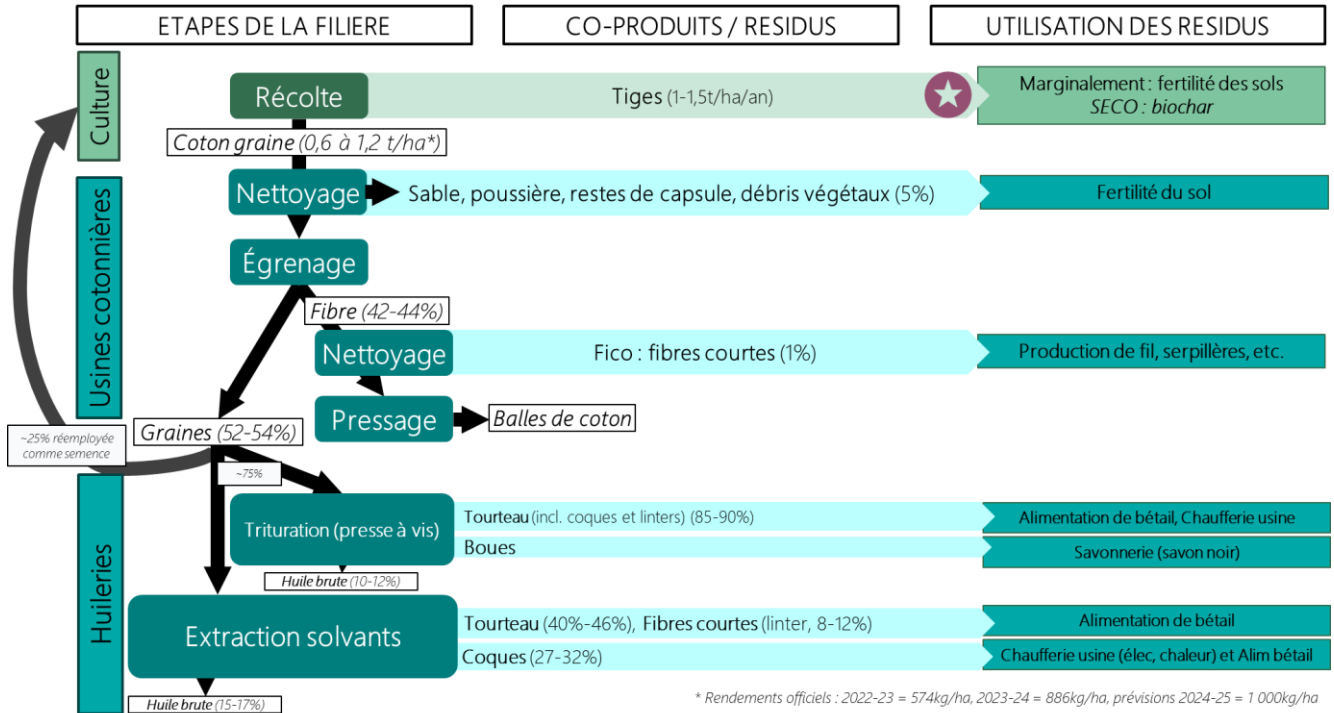 ETAPES DE LA FILIERE
CO-PRODUITS / RESIDUS
UTILISATION DES RESIDUS
Culture
Récolte
Tiges (1-1,5t/ha/an)
Marginalement : fertilité des sols
SECO : biochar
Coton graine (0,6 à 1,2 t/ha*)
Usines cotonnières
Nettoyage
Sable, poussière, restes de capsule, débris végétaux (5%)
Fertilité du sol
Égrenage
Fibre (42-44%)
Nettoyage
Fico : fibres courtes (1%)
Production de fil, serpillères, etc.
Pressage
Balles de coton
Graines (52-54%)
~25% réemployée
comme semence
~75%
Huileries
Trituration (presse à vis)
Tourteau (incl. coques et linters) (85-90%)
Alimentation de bétail, Chaufferie usine
Boues
Savonnerie (savon noir)
Huile brute (10-12%)
Extraction solvants
Tourteau (40%-46%), Fibres courtes (linter, 8-12%)
Alimentation de bétail
Coques (27-32%)
Chaufferie usine (élec, chaleur) et Alim bétail
Huile brute (15-17%)
* Rendements officiels : 2022-23 = 574kg/ha, 2023-24 = 886kg/ha, prévisions 2024-25 = 1 000kg/ha